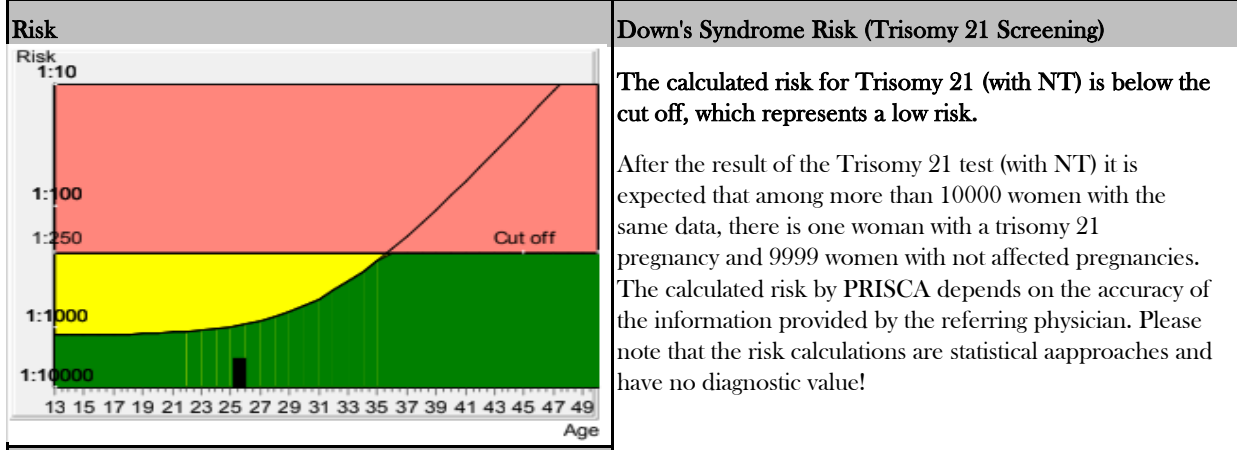 Risk
Down's Syndrome Risk (Trisomy 21 Screening)
Risk
1:10
1:100
1:250
Cut off
1:1000
1:10000
13 15 17 19 21 23 25 27 29 31 33 35 37 39 41 43 45 47 49
Age
The calculated risk for Trisomy 21 (with NT) is below the
cut off, which represents a low risk.
After the result of the Trisomy 21 test (with NT) it is
expected that among more than 10000 women with the
same data, there is one woman with a trisomy 21
pregnancy and 9999 women with not affected pregnancies.
The calculated risk by PRISCA depends on the accuracy of
the information provided by the referring physician. Please
note that the risk calculations are statistical aapproaches and
have no diagnostic value!